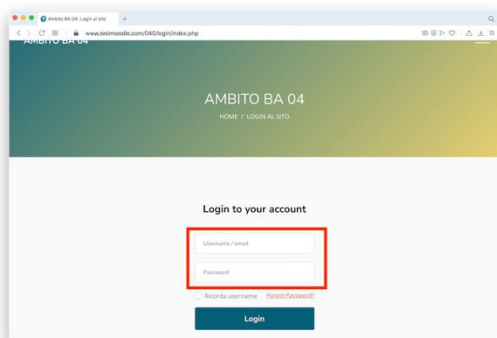 Ambito BA 04: Login al sito
www.testmoodle.com/040/login/index.php
AMBITO BA 04
AMBITO BA 04
HOME / LOGIN AL SITO
Login to your account
Username / email
Password
Ricorda username Forgot Password?
Login